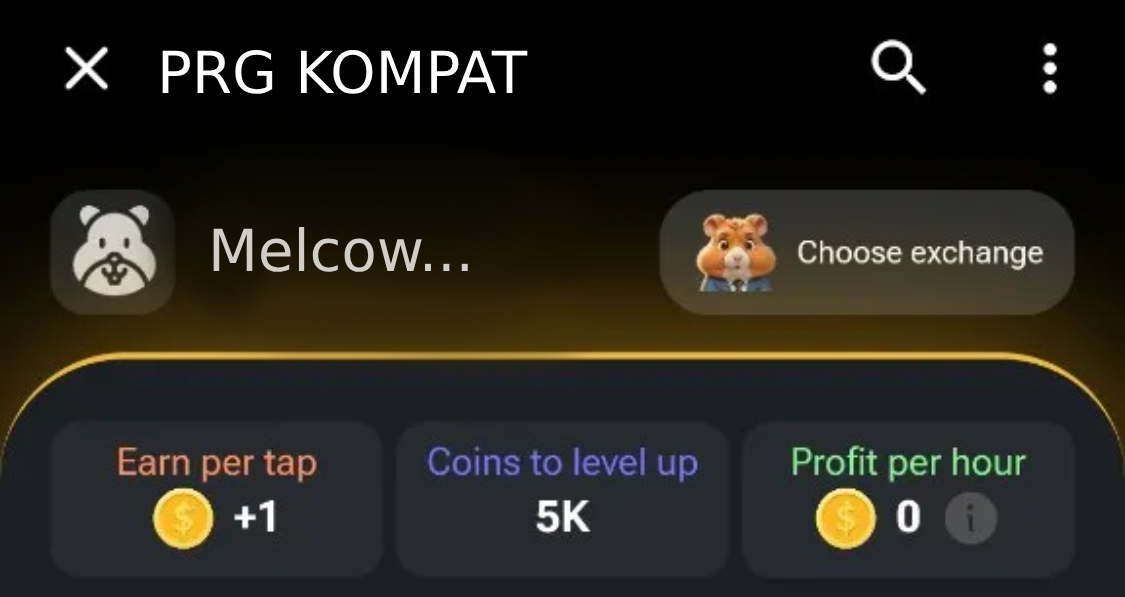 PRG KOMPAT
Melcow...
Choose exchange
Earn per tap
Coins to level up
Profit per hour
+1
5K
0